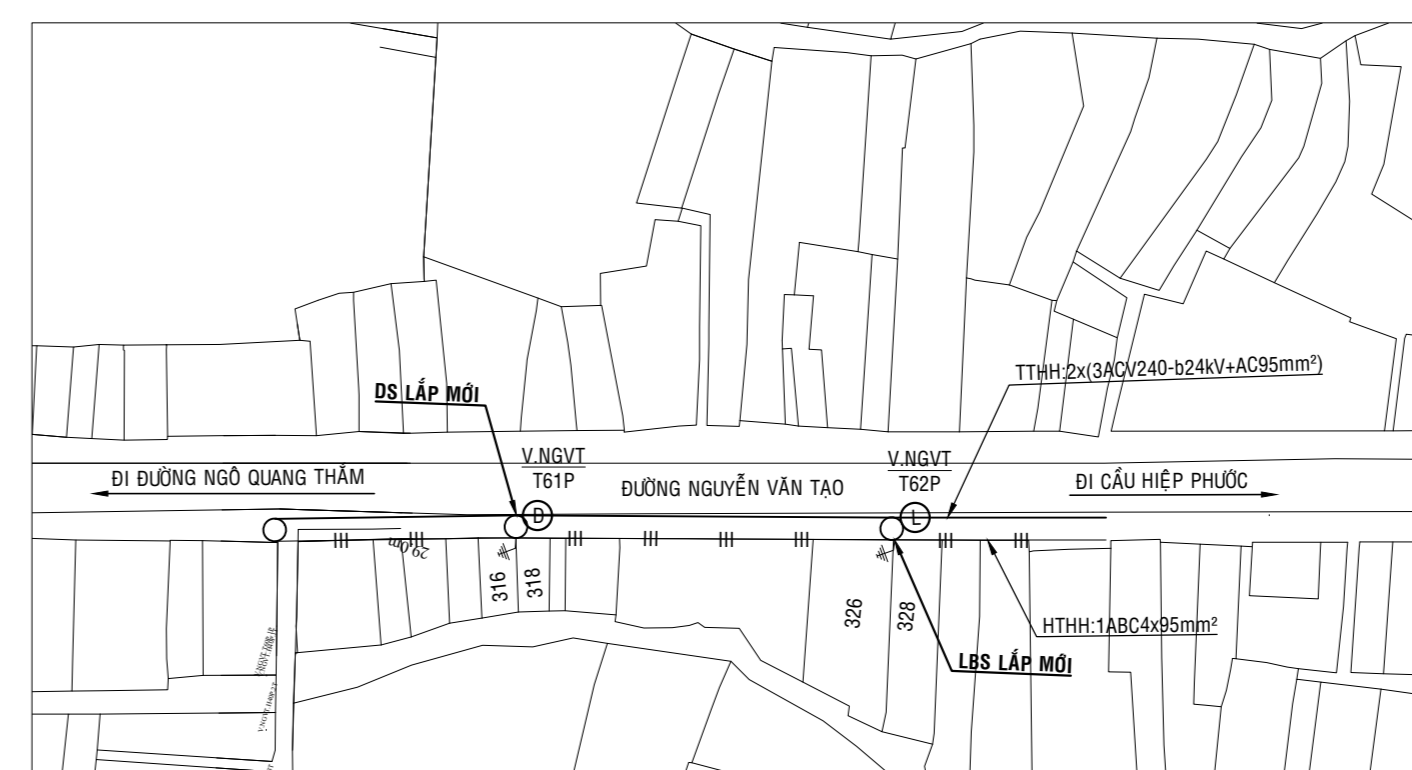 TTHH:2x(3ACV240-b24kV+AC95mm²)
DS LẮP MỚI
V.NGVT
T61P
V.NGVT
T62P
ĐI ĐƯỜNG NGÔ QUANG THẮM
ĐƯỜNG NGUYỄN VĂN TẠO
ĐI CẦU HIỆP PHƯỚC
D
L
29.0m
316
318
326
328
HTHH:1ABC4x95mm²
LBS LẮP MỚI